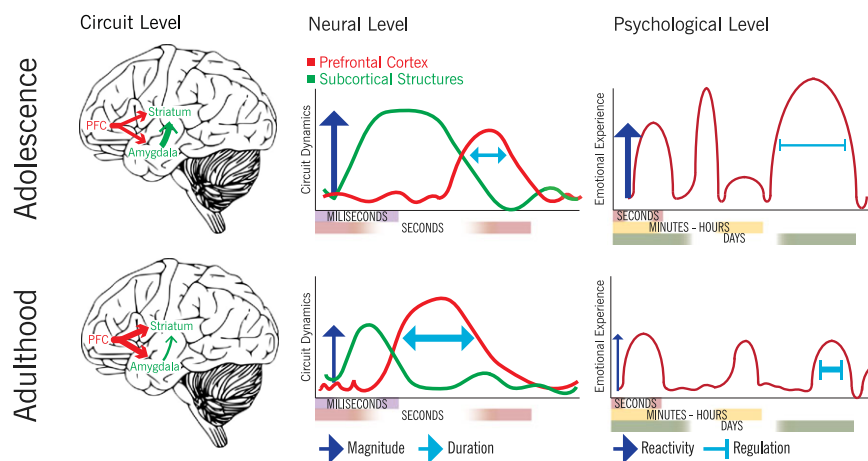 Circuit Level
Neural Level
Psychological Level
Adolescence
Prefrontal Cortex
Subcortical Structures
Striatum
PFC
Amygdala
Circuit Dynamics
MILISECONDS
SECONDS
Emotional Experience
SECONDS
MINUTES – HOURS
DAYS
Adulthood
Striatum
PFC
Amygdala
Circuit Dynamics
MILISECONDS
SECONDS
Emotional Experience
SECONDS
MINUTES – HOURS
DAYS
Magnitude
Duration
Reactivity
Regulation